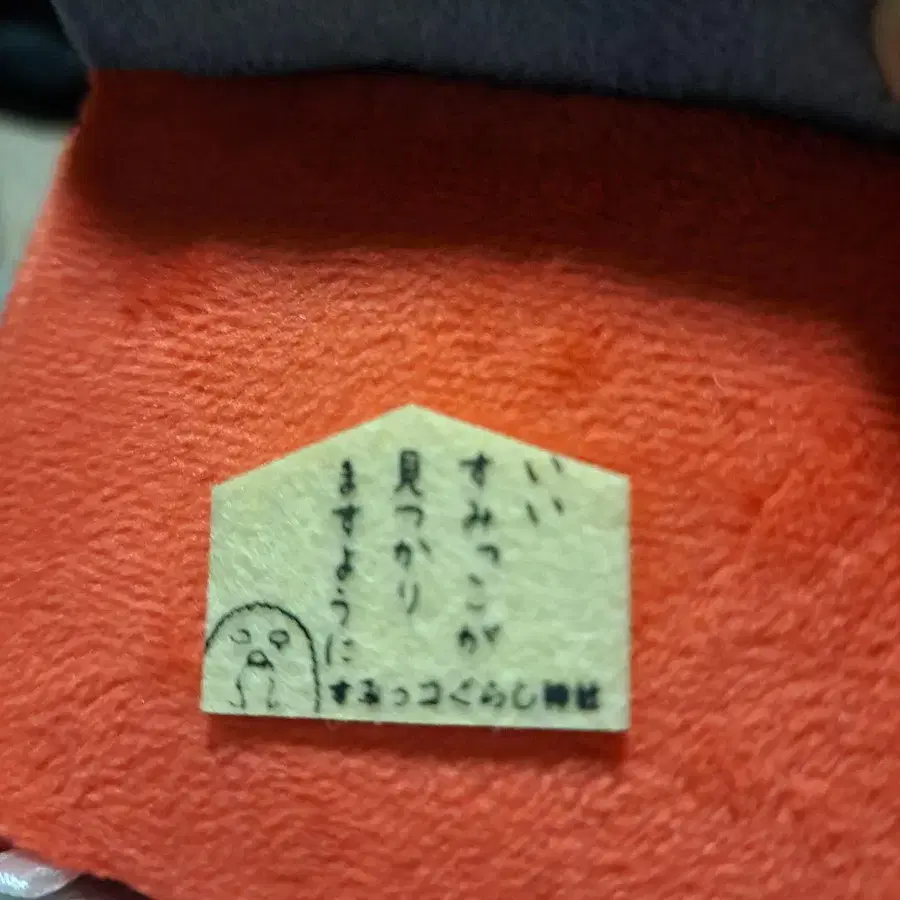 いい
すみっこが
見つかり
ますように
すみっコぐらし神社